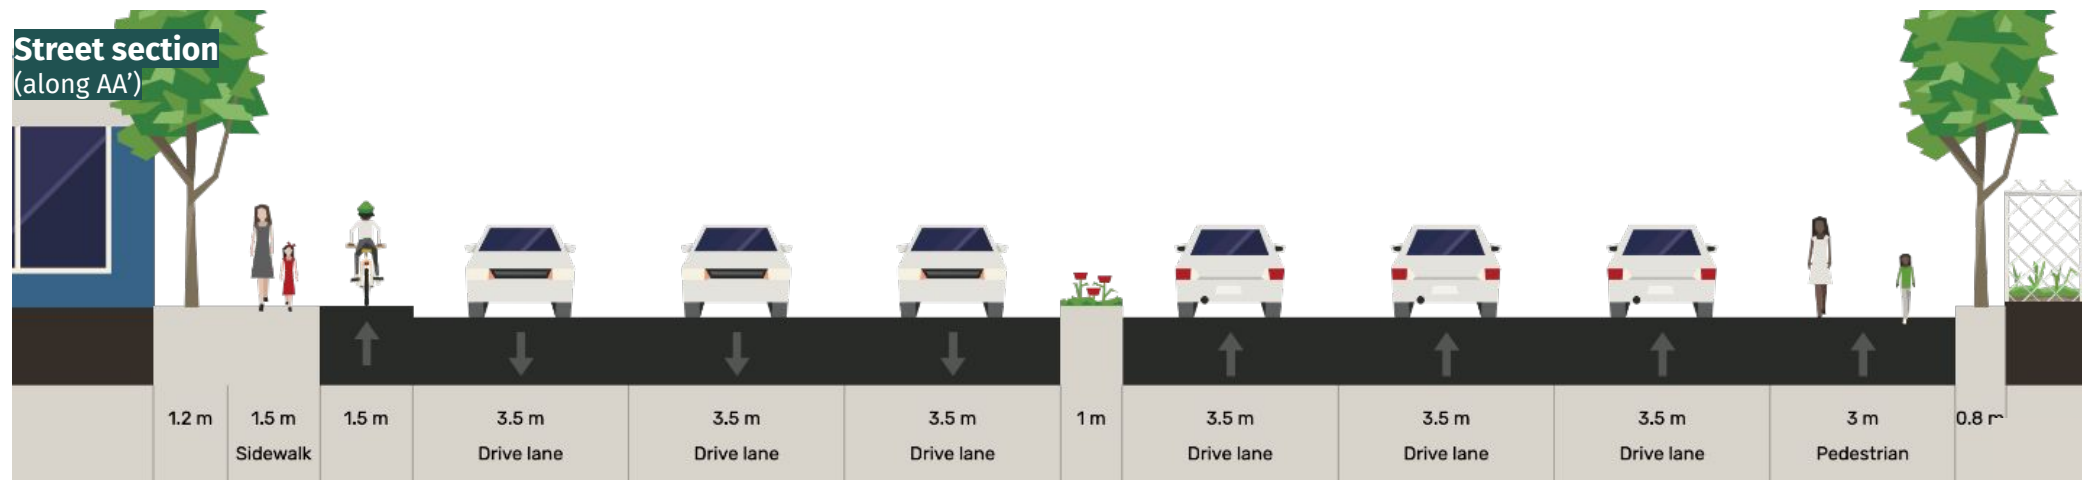 Street section
(along AA’)
1.2 m 1.5 m 1.5 m 3.5 m 3.5 m 3.5 m 1 m 3.5 m 3.5 m 3.5 m 3 m 0.8 m
Sidewalk Drive lane Drive lane Drive lane Drive lane Drive lane Drive lane Pedestrian